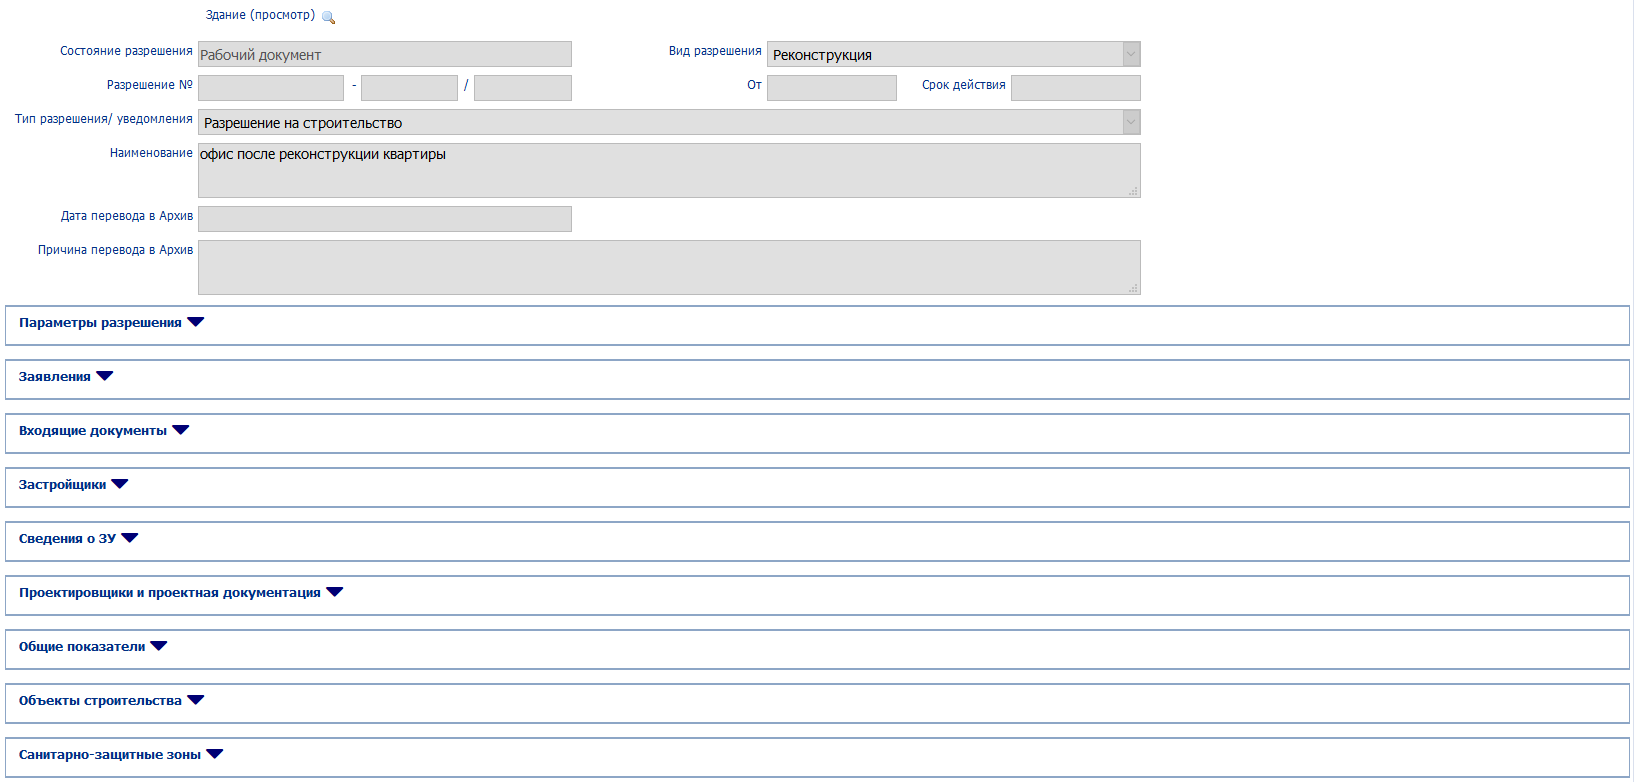 Здание (просмотр)
Состояние разрешения Рабочий документ Вид разрешения Реконструкция
Разрешение № - / От Срок действия
Тип разрешения/ уведомления Разрешение на строительство
Наименование офис после реконструкции квартиры
Дата перевода в Архив
Причина перевода в Архив
Параметры разрешения
Заявления
Входящие документы
Застройщики
Сведения о ЗУ
Проектировщики и проектная документация
Общие показатели
Объекты строительства
Санитарно-защитные зоны